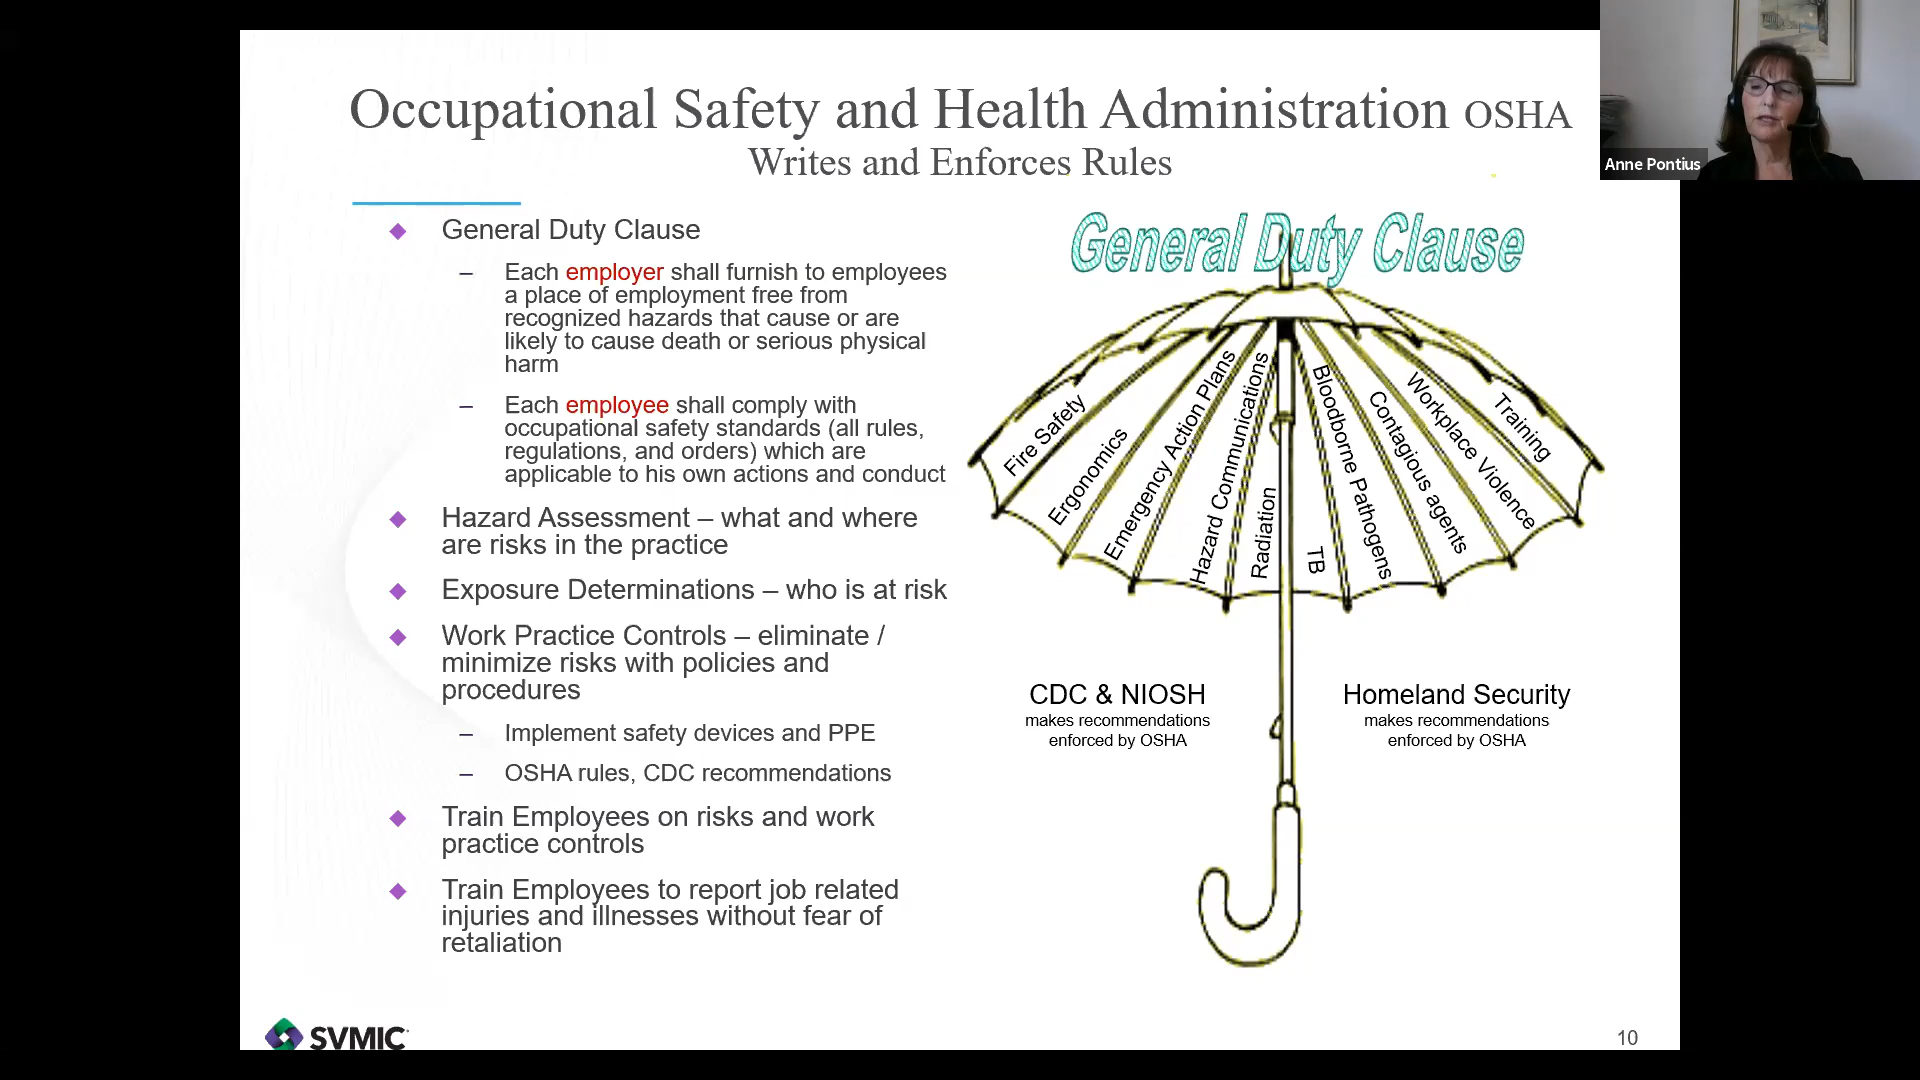 Occupational Safety and Health Administration OSHA
Writes and Enforces Rules
Anne Pontius
General Duty Clause
Each employer shall furnish to employees
a place of employment free from
recognized hazards that cause or are
likely to cause death or serious physical
harm
Each employee shall comply with
occupational safety standards (all rules,
regulations, and orders) which are
applicable to his own actions and conduct
Hazard Assessment – what and where
are risks in the practice
Exposure Determinations – who is at risk
Work Practice Controls – eliminate /
minimize risks with policies and
procedures
Implement safety devices and PPE
OSHA rules, CDC recommendations
Train Employees on risks and work
practice controls
Train Employees to report job related
injuries and illnesses without fear of
retaliation
General Duty Clause
Fire Safety
Ergonomics
Emergency Action Plans
Hazard Communications
Radiation
TB
Bloodborne Pathogens
Contagious agents
Workplace Violence
Training
CDC & NIOSH
makes recommendations
enforced by OSHA
Homeland Security
makes recommendations
enforced by OSHA
SVMIC
10